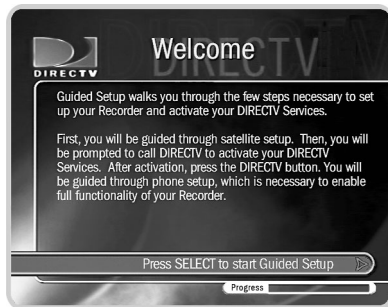 DIRECTV
Welcome
Guided Setup walks you through the few steps necessary to set
up your Recorder and activate your DIRECTV Services.
First, you will be guided through satellite setup. Then, you will
be prompted to call DIRECTV to activate your DIRECTV
Services. After activation, press the DIRECTV button. You will
be guided through phone setup, which is necessary to enable
full functionality of your Recorder.
Press SELECT to start Guided Setup
Progress